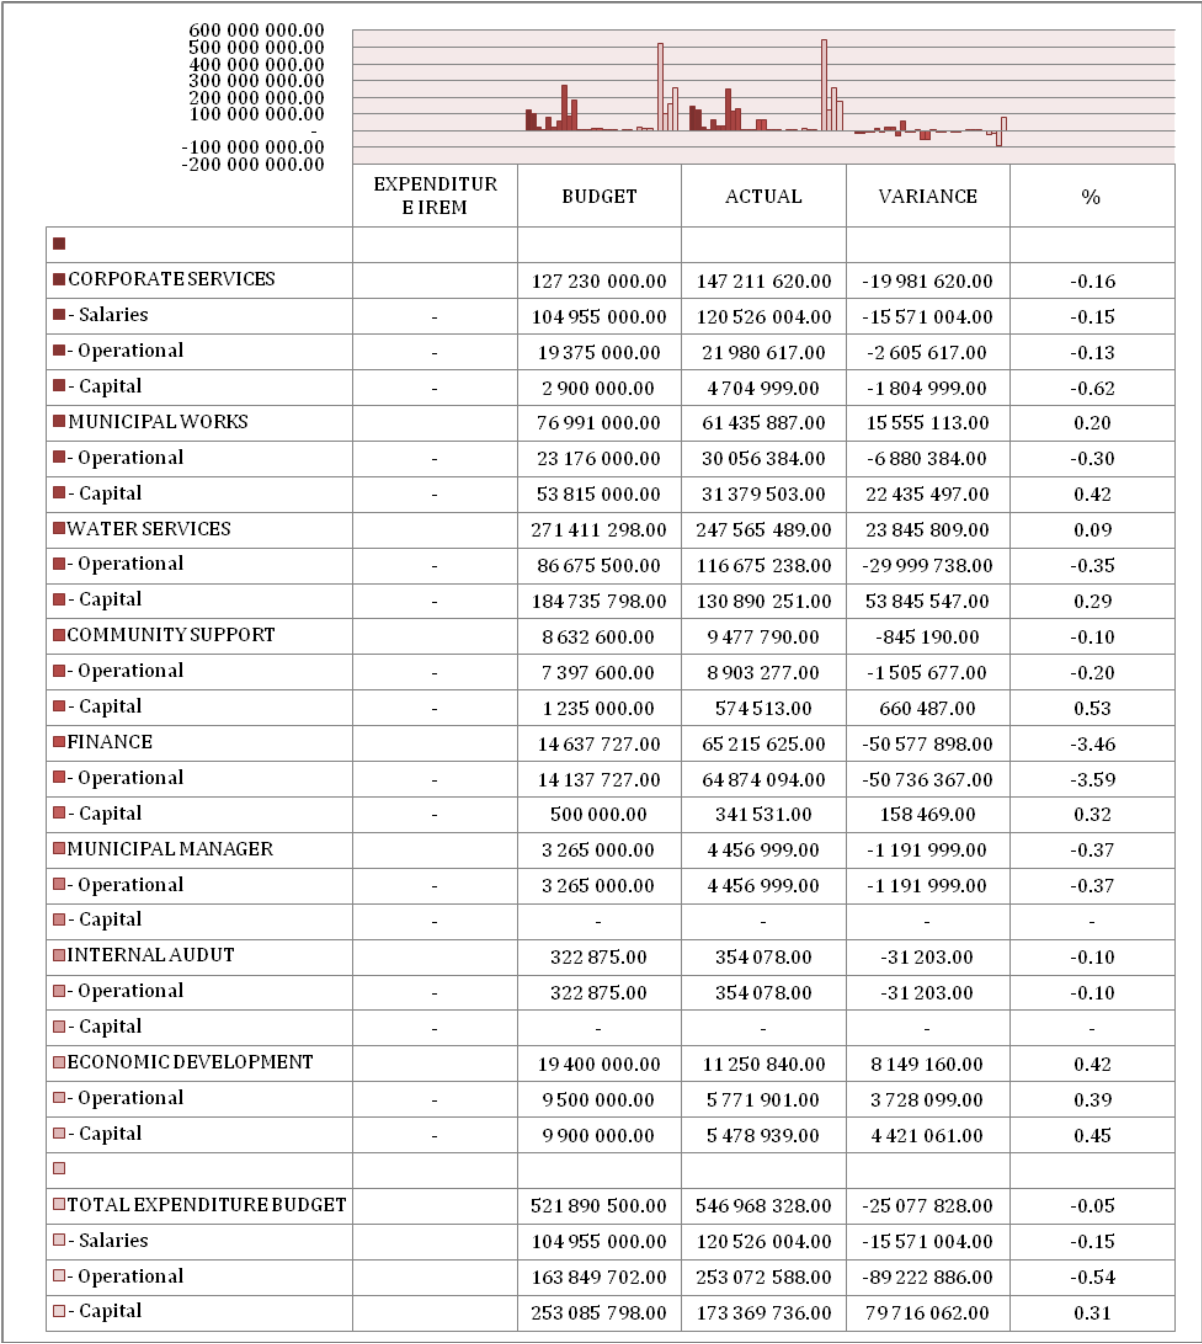 600 000 000.00
500 000 000.00
400 000 000.00
300 000 000.00
200 000 000.00
100 000 000.00
-
-100 000 000.00
-200 000 000.00
EXPENDITUR
E IREM BUDGET ACTUAL VARIANCE %
CORPORATE SERVICES 127 230 000.00 147 211 620.00 -19 981 620.00 -0.16
- Salaries - 104 955 000.00 120 526 004.00 -15 571 004.00 -0.15
- Operational - 19 375 000.00 21 980 617.00 -2 605 617.00 -0.13
- Capital - 2 900 000.00 4 704 999.00 -1 804 999.00 -0.62
MUNICIPAL WORKS 76 991 000.00 61 435 887.00 15 555 113.00 0.20
- Operational - 23 176 000.00 30 056 384.00 -6 880 384.00 -0.30
- Capital - 53 815 000.00 31 379 503.00 22 435 497.00 0.42
WATER SERVICES 271 411 298.00 247 565 489.00 23 845 809.00 0.09
- Operational - 86 675 500.00 116 675 238.00 -29 999 738.00 -0.35
- Capital - 184 735 798.00 130 890 251.00 53 845 547.00 0.29
COMMUNITY SUPPORT 8 632 600.00 9 477 790.00 -845 190.00 -0.10
- Operational - 7 397 600.00 8 903 277.00 -1 505 677.00 -0.20
- Capital - 1 235 000.00 574 513.00 660 487.00 0.53
FINANCE 14 637 727.00 65 215 625.00 -50 577 898.00 -3.46
- Operational - 14 137 727.00 64 874 094.00 -50 736 367.00 -3.59
- Capital - 500 000.00 341 531.00 158 469.00 0.32
MUNICIPAL MANAGER 3 265 000.00 4 456 999.00 -1 191 999.00 -0.37
- Operational - 3 265 000.00 4 456 999.00 -1 191 999.00 -0.37
- Capital - - - - -
INTERNAL AUDUT 322 875.00 354 078.00 -31 203.00 -0.10
- Operational - 322 875.00 354 078.00 -31 203.00 -0.10
- Capital - - - - -
ECONOMIC DEVELOPMENT 19 400 000.00 11 250 840.00 8 149 160.00 0.42
- Operational - 9 500 000.00 5 771 901.00 3 728 099.00 0.39
- Capital - 9 900 000.00 5 478 939.00 4 421 061.00 0.45
TOTAL EXPENDITURE BUDGET 521 890 500.00 546 968 328.00 -25 077 828.00 -0.05
- Salaries 104 955 000.00 120 526 004.00 -15 571 004.00 -0.15
- Operational 163 849 702.00 253 072 588.00 -89 222 886.00 -0.54
- Capital 253 085 798.00 173 369 736.00 79 716 062.00 0.31